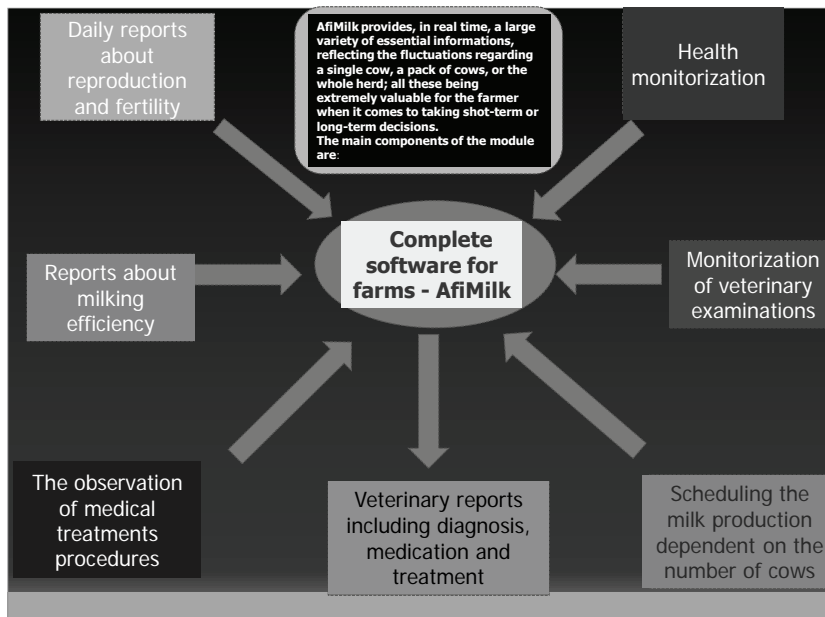 Daily reports
about
reproduction
and fertility
AfiMilk provides, in real time, a large
variety of essential informations,
reflecting the fluctuations regarding
a single cow, a pack of cows, or the
whole herd; all these being
extremely valuable for the farmer
when it comes to taking shot-term or
long-term decisions.
The main components of the module
are:
Health
monitorization
Complete
software for
farms - AfiMilk
Reports about
milking
efficiency
Monitorization
of veterinary
examinations
The observation
of medical
treatments
procedures
Veterinary reports
including diagnosis,
medication and
treatment
Scheduling the
milk production
dependent on the
number of cows